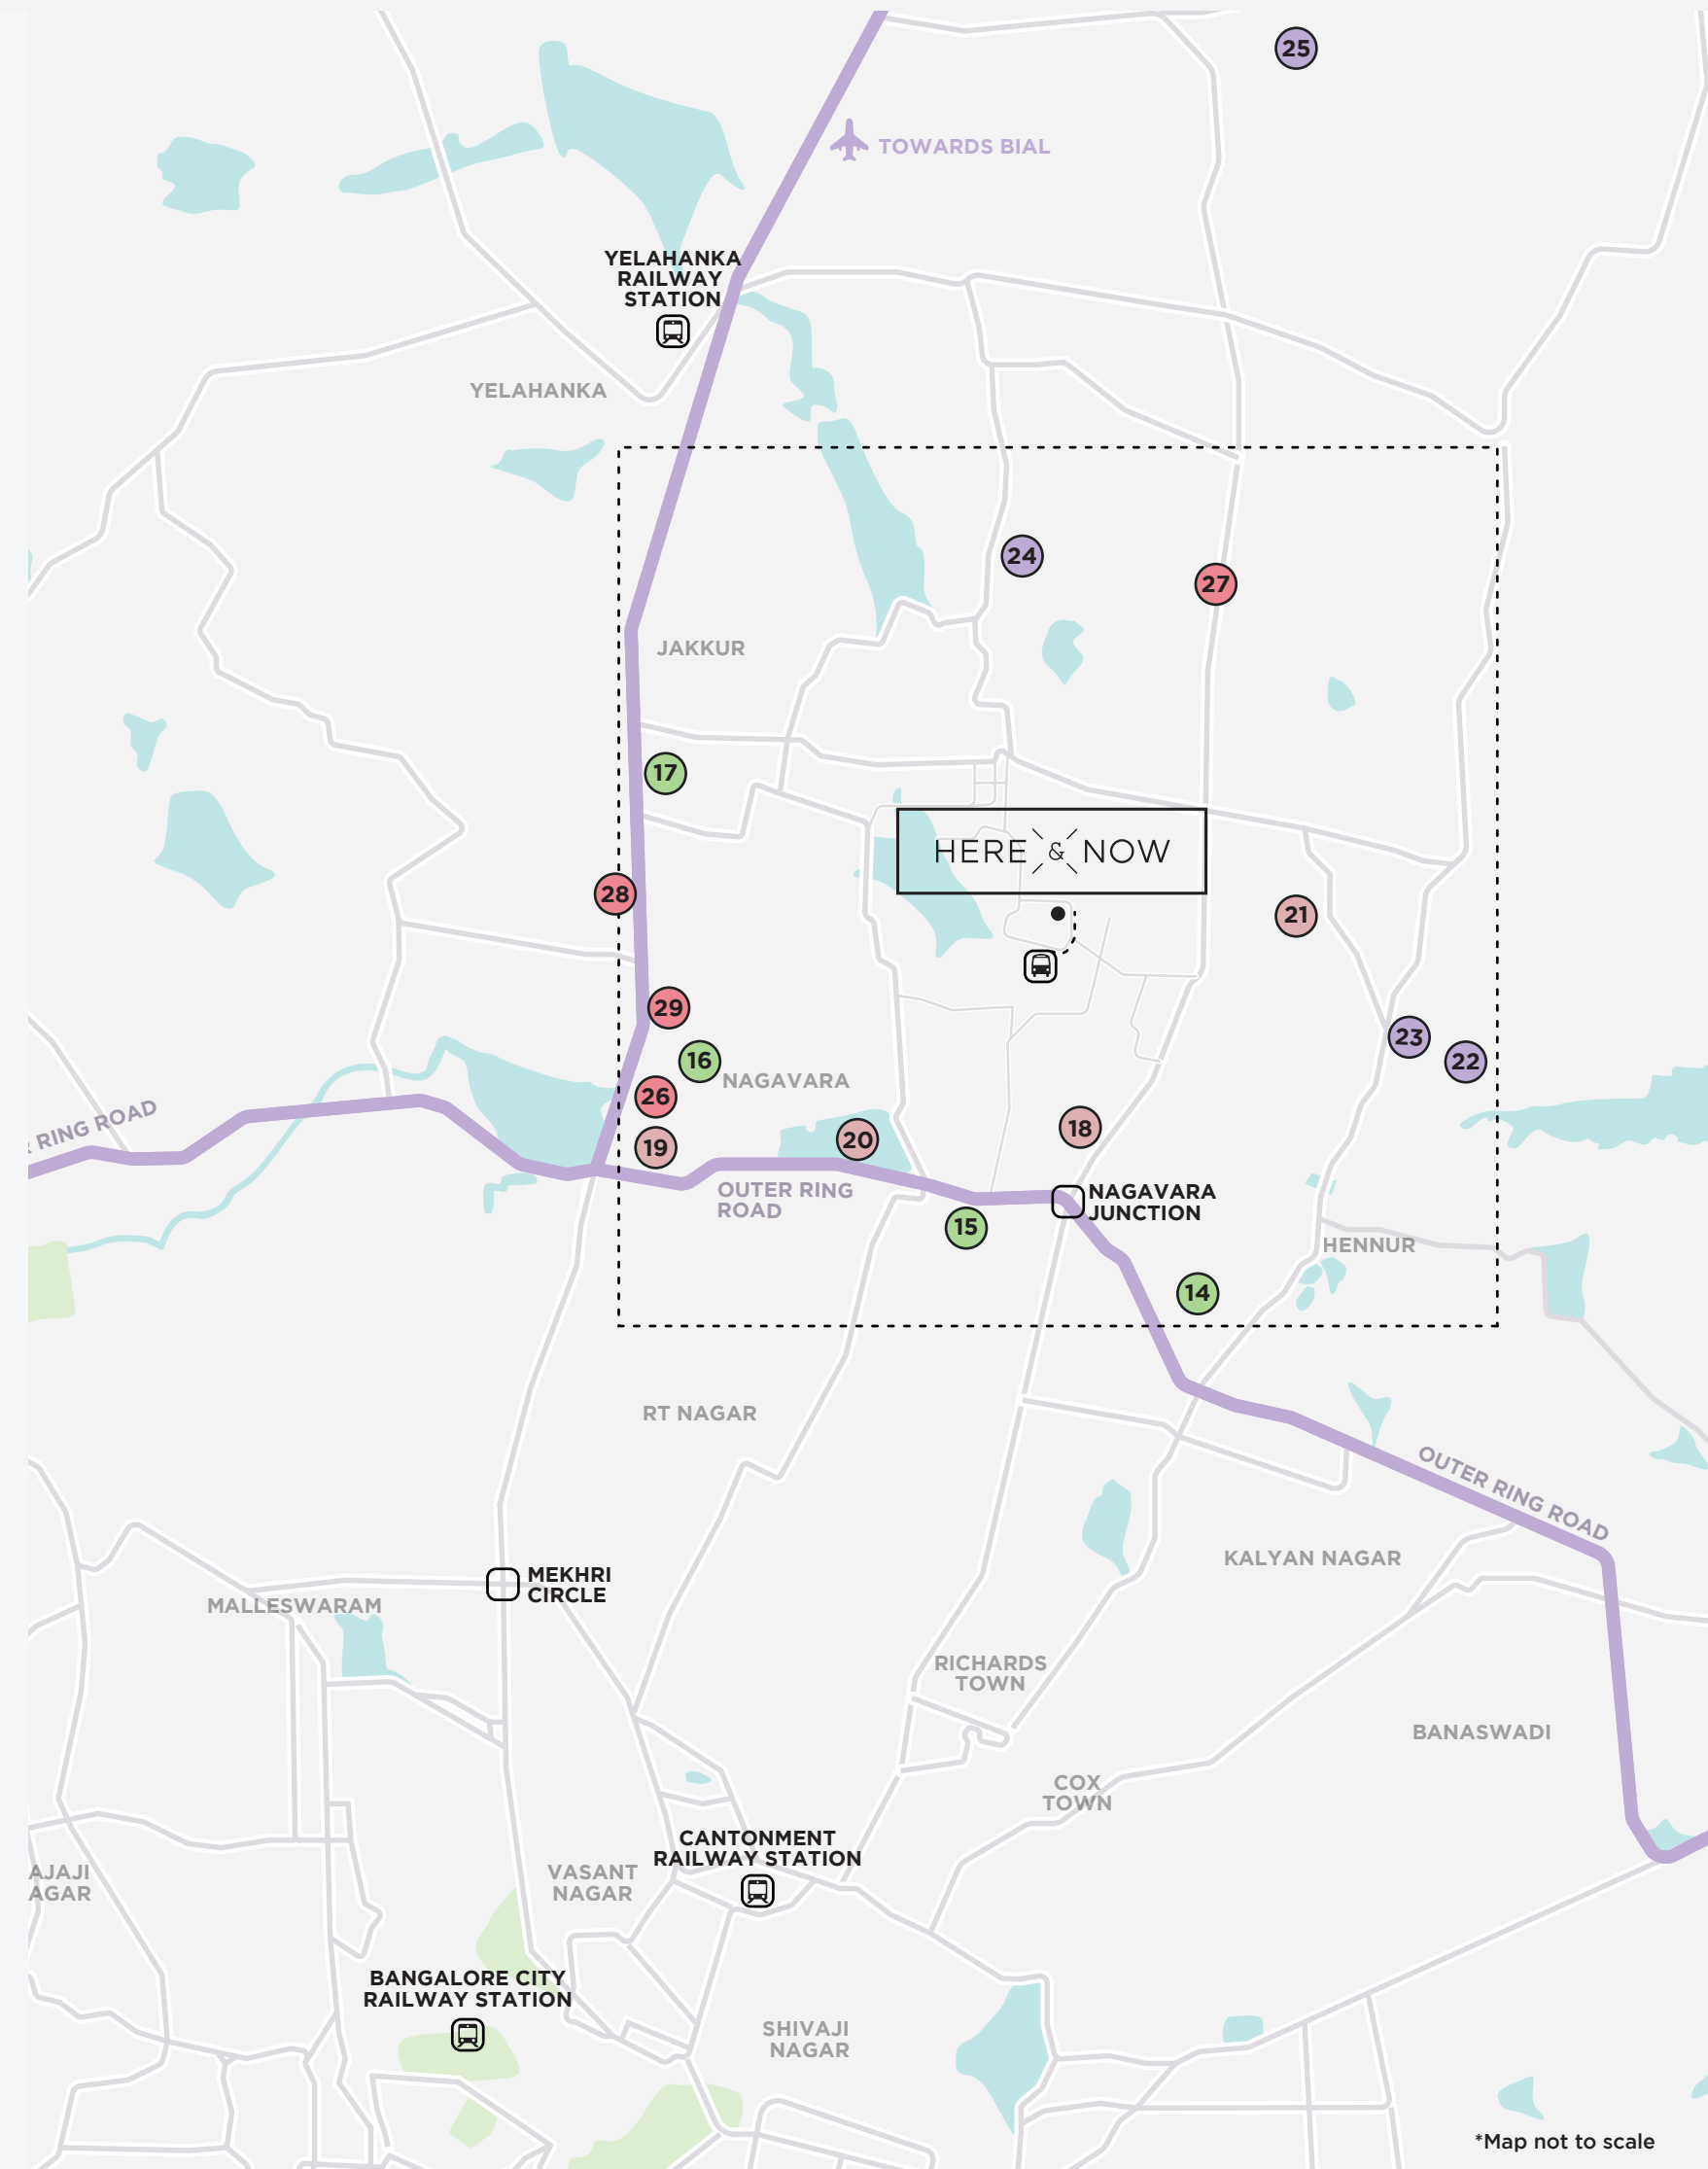 25
TOWARDS BIAL
YELAHANKA
RAILWAY
STATION
YELAHANKA
24
27
JAKKUR
17
HERE & NOW
28
21
29
23
16
22
NAGAVARA
26
RING ROAD
18
20
19
OUTER RING
ROAD
NAGAVARA
JUNCTION
15
HENNUR
14
RT NAGAR
OUTER RING ROAD
KALYAN NAGAR
MEKHRI
CIRCLE
MALLESWARAM
RICHARDS
TOWN
BANASWADI
COX
TOWN
CANTONMENT
RAILWAY STATION
AJAJI
AGAR
VASANT
NAGAR
BANGALORE CITY
RAILWAY STATION
SHIVAJI
NAGAR
*Map not to scale